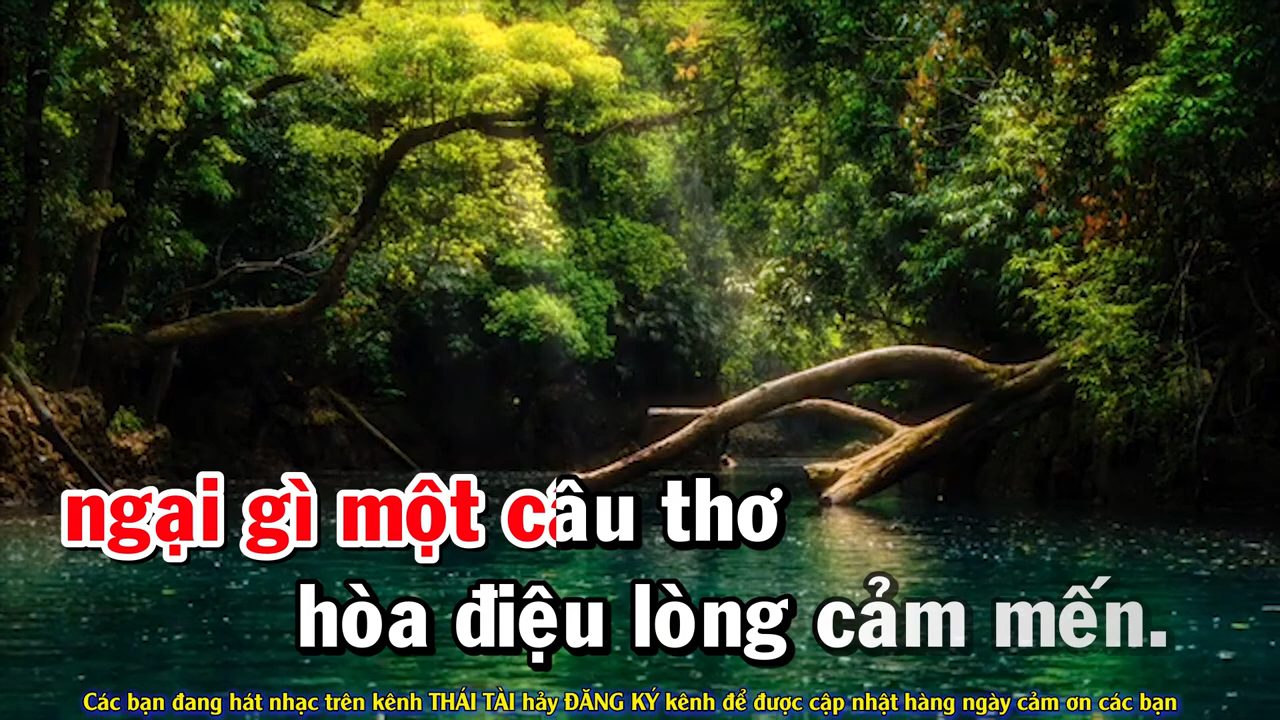 ngại gì một câu thơ
hòa điệu lòng cảm mến.
Các bạn đang hát nhạc trên kênh THÁI TÀI hảy ĐĂNG KÝ kênh để được cập nhật hàng ngày cảm ơn các bạn